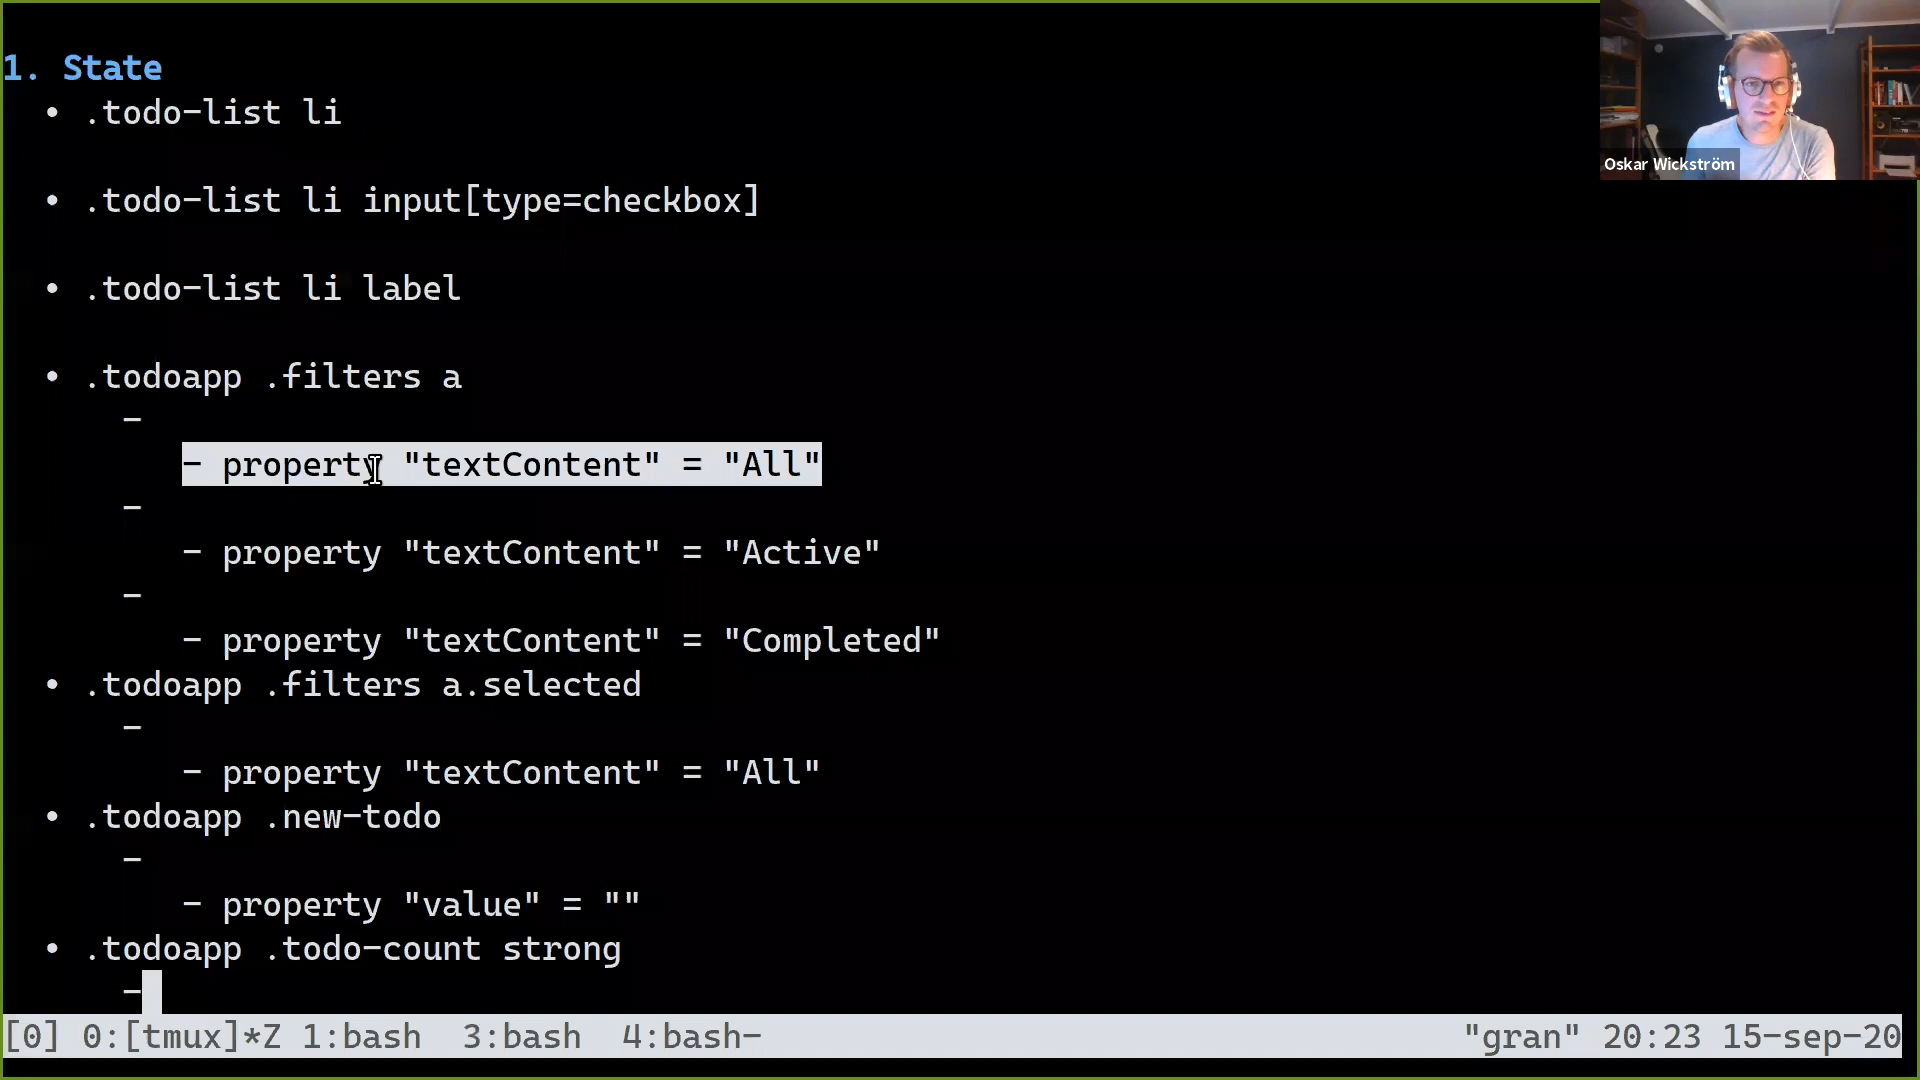 1. State
• .todo-list li
• .todo-list li input[type=checkbox]
• .todo-list li label
• .todoapp .filters a
-
- property "textContent" = "All"
-
- property "textContent" = "Active"
-
- property "textContent" = "Completed"
• .todoapp .filters a.selected
-
- property "textContent" = "All"
• .todoapp .new-todo
-
- property "value" = ""
• .todoapp .todo-count strong
-
[0] 0:[tmux]*Z 1:bash  3:bash  4:bash- "gran" 20:23 15-sep-20
Oskar Wickström